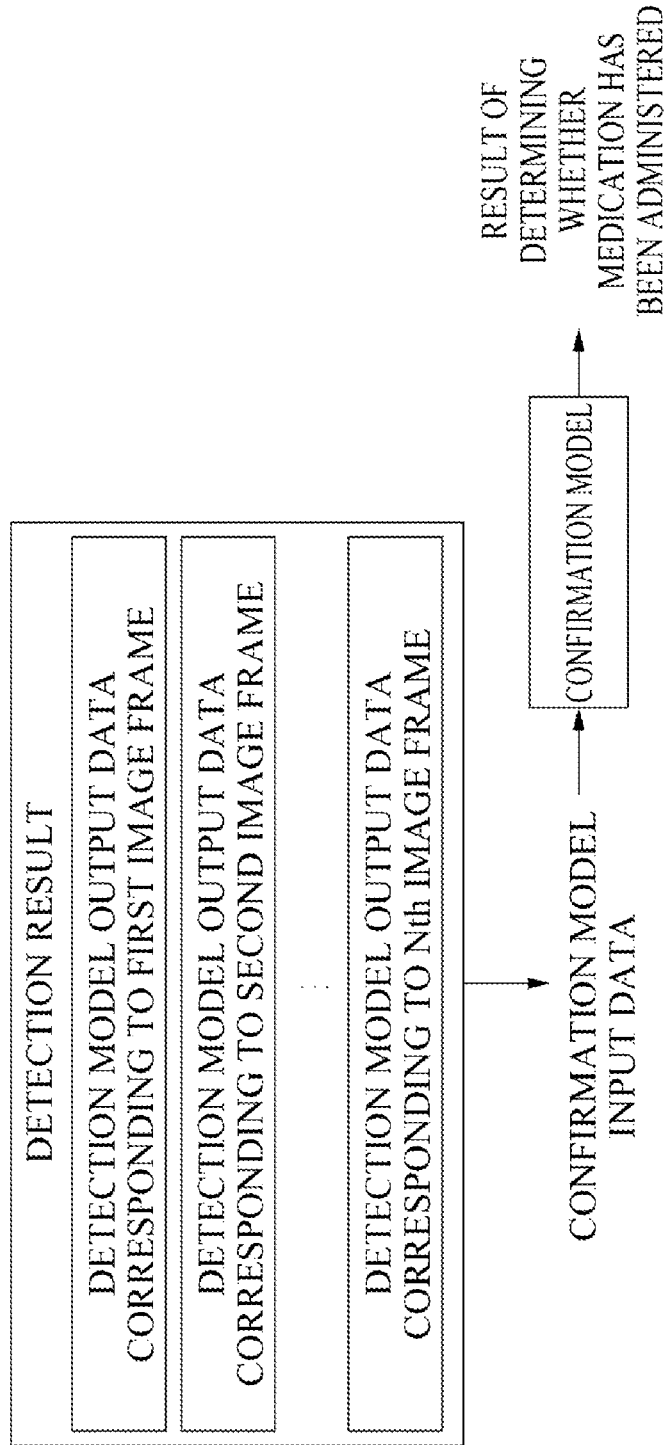 DETECTION RESULT
DETECTION MODEL OUTPUT DATA
CORRESPONDING TO FIRST IMAGE FRAME
DETECTION MODEL OUTPUT DATA
CORRESPONDING TO SECOND IMAGE FRAME
...
DETECTION MODEL OUTPUT DATA
CORRESPONDING TO Nth IMAGE FRAME
CONFIRMATION MODEL
INPUT DATA
CONFIRMATION MODEL
RESULT OF
DETERMINING
WHETHER
MEDICATION HAS
BEEN ADMINISTERED